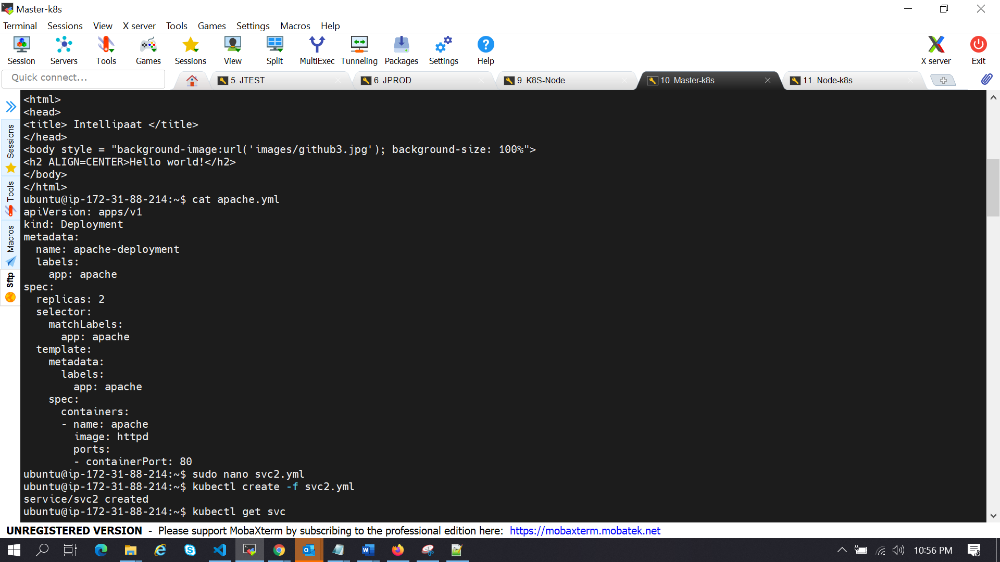 Master-k8s
Terminal Sessions View X server Tools Games Settings Macros Help
Session Servers Tools Games Sessions View Split MultiExec Tunneling Packages Settings Help X server Exit
Quick connect... 5. JTEST 6. JPROD 9. K8S-Node 10. Master-k8s 11. Node-k8s
Sessions
Tools
Macros
Sftp
<html>
<head>
<title> Intellipaat </title>
</head>
<body style = "background-image:url('images/github3.jpg'); background-size: 100%">
<h2 ALIGN=CENTER>Hello world!</h2>
</body>
</html>
ubuntu@ip-172-31-88-214:~$ cat apache.yml
apiVersion: apps/v1
kind: Deployment
metadata:
  name: apache-deployment
  labels:
    app: apache
spec:
  replicas: 2
  selector:
    matchLabels:
      app: apache
  template:
    metadata:
      labels:
        app: apache
    spec:
      containers:
      - name: apache
        image: httpd
        ports:
        - containerPort: 80
ubuntu@ip-172-31-88-214:~$ sudo nano svc2.yml
ubuntu@ip-172-31-88-214:~$ kubectl create -f svc2.yml
service/svc2 created
ubuntu@ip-172-31-88-214:~$ kubectl get svc
UNREGISTERED VERSION - Please support MobaXterm by subscribing to the professional edition here: https://mobaxterm.mobatek.net
10:56 PM